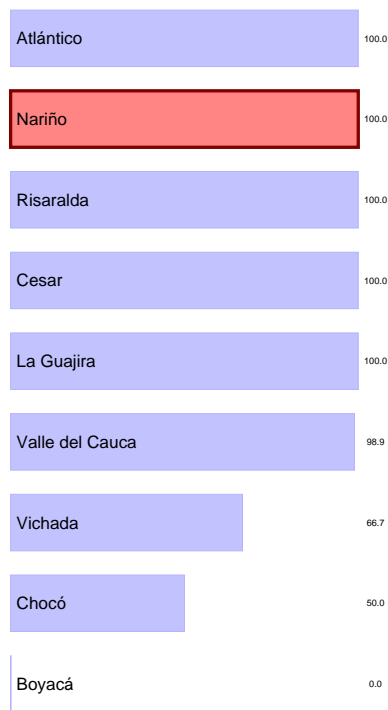 Atlántico 100.0
Nariño 100.0
Risaralda 100.0
Cesar 100.0
La Guajira 100.0
Valle del Cauca 98.9
Vichada 66.7
Chocó 50.0
Boyacá 0.0